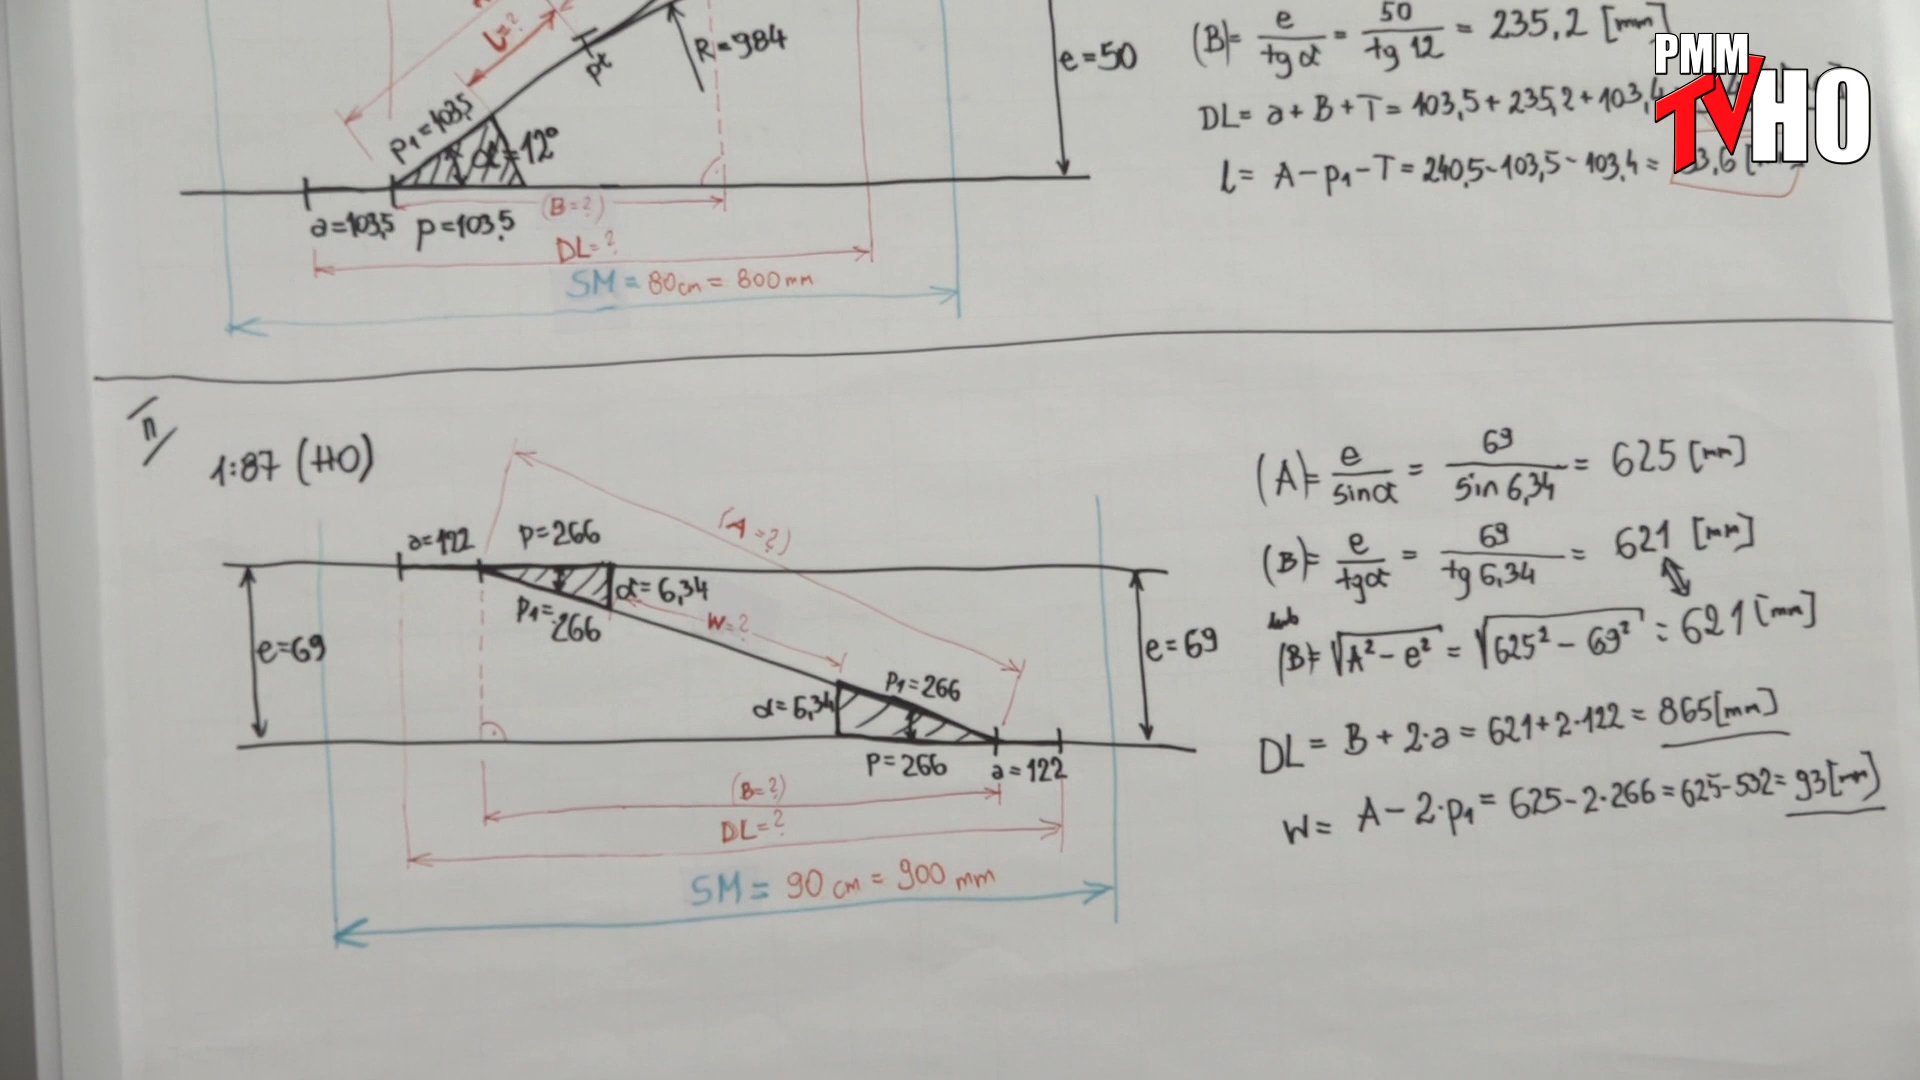 L=?
pt
R=984
p₁=103,5
α=12°
a=103,5 p=103,5
(B=?)
DL=?
SM = 80cm = 800mm
e=50
(B)= e/tgα = 50/tg 12 = 235,2 [mm]
DL= a+B+T = 103,5+235,2+103,4
l= A-p₁-T = 240,5-103,5-103,4 = 3,6
PMM
TVHO
II
1:87 (HO)
a=122 p=266
(A=?)
α=6,34
p₁=266
W=?
e=69
e=69
p₁=266
α=6,34
p=266 a=122
(B=?)
DL=?
SM = 90 cm = 900 mm
(A)= e/sinα = 69/sin 6,34 = 625 [mm]
(B)= e/tgα = 69/tg 6,34 = 621 [mm]
lub
(B)= √A²-e² = √625²-69² = 621 [mm]
DL= B+2·a = 621+2·122 = 865[mm]
W= A-2·p₁ = 625-2·266 = 625-532 = 93[mm]